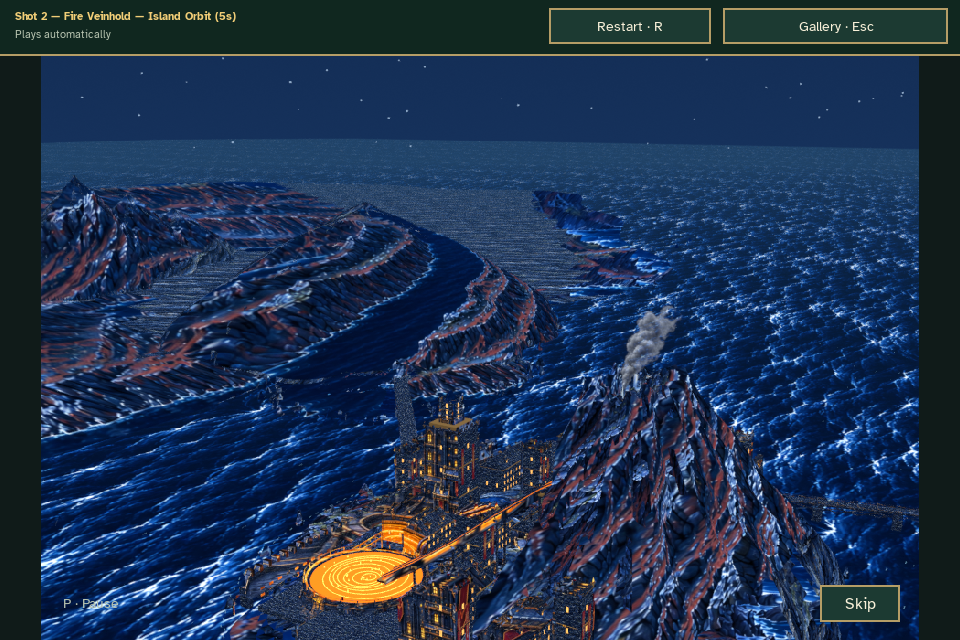 Shot 2 — Fire Veinhold — Island Orbit (5s)
Plays automatically
Restart · R
Gallery · Esc
P · Pause
Skip